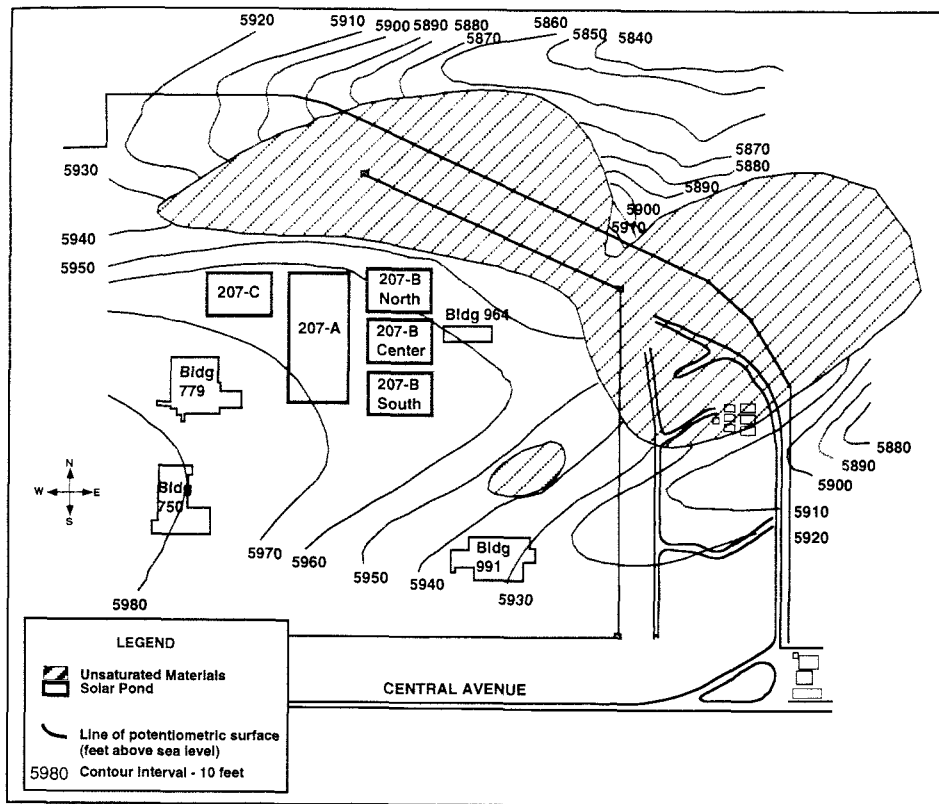 5920
5910
5900
5890
5880
5870
5860
5850
5840
5930
5870
5880
5890
5900
5910
5940
5950
207-C
207-A
207-B
North
Bldg 964
207-B
Center
207-B
South
Bldg
779
N
W
E
S
Bld
750
5880
5890
5900
5910
5920
5970
5960
5950
5940
Bldg
991
5930
5980
LEGEND
Unsaturated Materials
Solar Pond
Line of potentiometric surface
(feet above sea level)
5980 Contour Interval - 10 feet
CENTRAL AVENUE